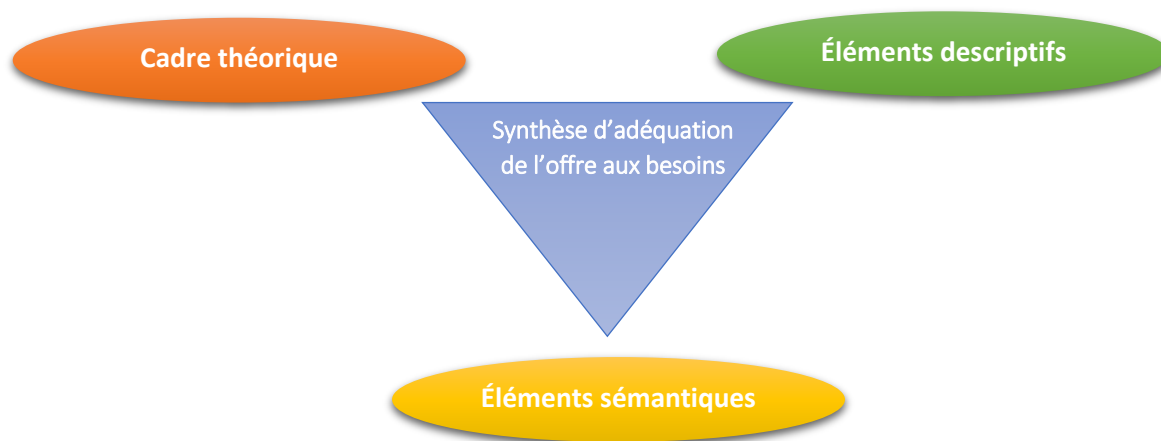 Cadre théorique
Éléments descriptifs
Synthèse d’adéquation
de l’offre aux besoins
Éléments sémantiques